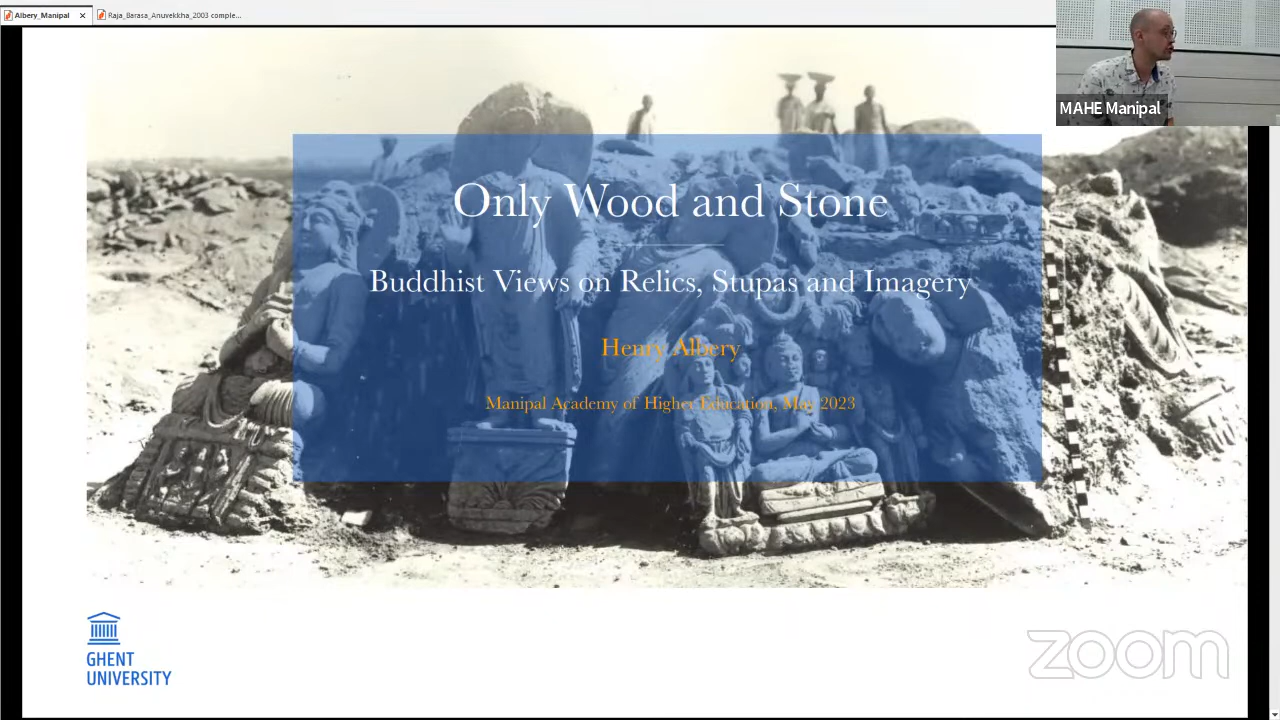 Albery_Manipal
Raja_Barasa_Anuvekkha_2003 comple...
MAHE Manipal
Only Wood and Stone
Buddhist Views on Relics, Stupas and Imagery
Henry Albery
Manipal Academy of Higher Education, May 2023
GHENT
UNIVERSITY
zoom